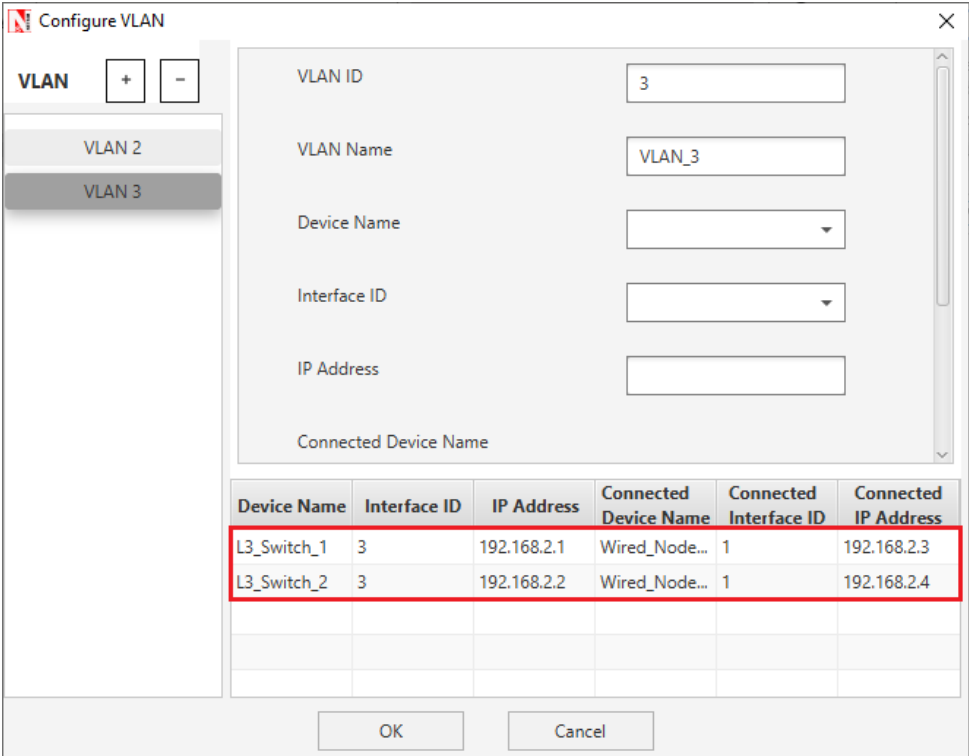 Configure VLAN
VLAN + −
VLAN 2
VLAN 3
VLAN ID 3
VLAN Name VLAN_3
Device Name
Interface ID
IP Address
Connected Device Name
Device Name Interface ID IP Address Connected Device Name Connected Interface ID Connected IP Address
L3_Switch_1 3 192.168.2.1 Wired_Node... 1 192.168.2.3
L3_Switch_2 3 192.168.2.2 Wired_Node... 1 192.168.2.4
OK Cancel